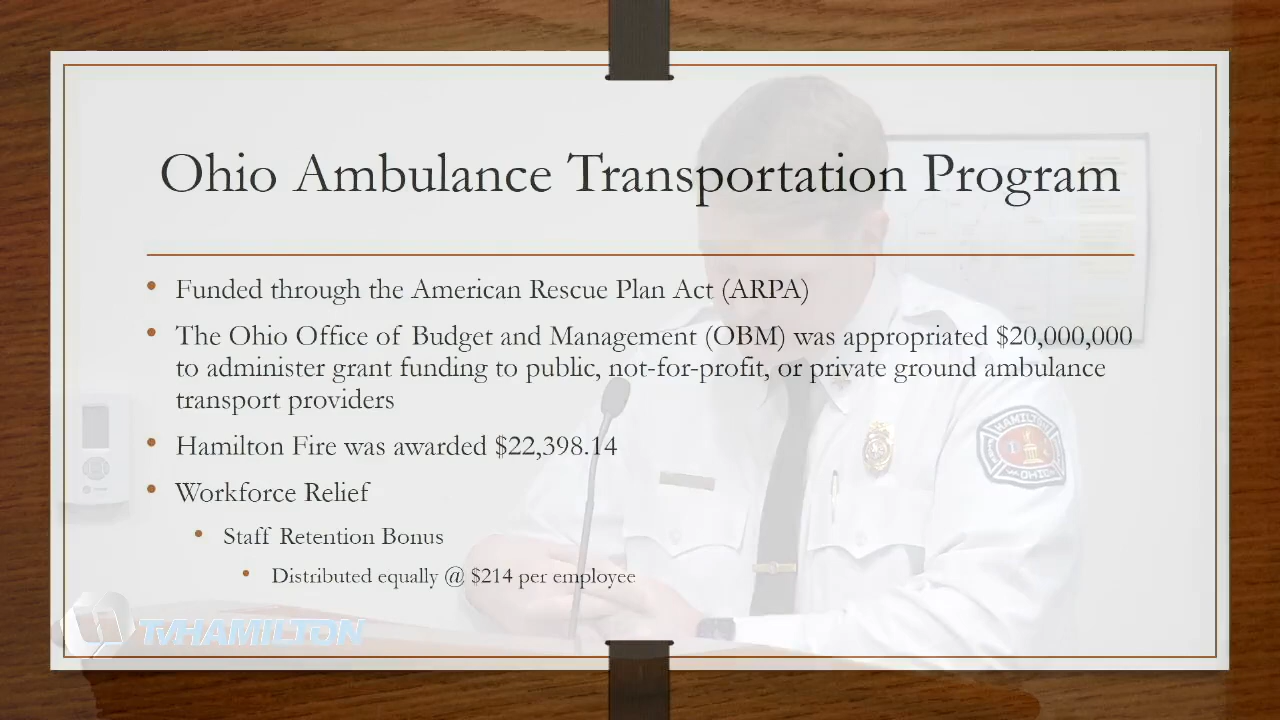 Ohio Ambulance Transportation Program
• Funded through the American Rescue Plan Act (ARPA)
• The Ohio Office of Budget and Management (OBM) was appropriated $20,000,000
to administer grant funding to public, not-for-profit, or private ground ambulance
transport providers
• Hamilton Fire was awarded $22,398.14
• Workforce Relief
• Staff Retention Bonus
• Distributed equally @ $214 per employee
HAMILTON
OHIO
TVHAMILTON